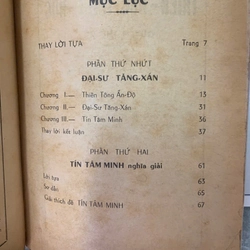 MỤC LỤC
THAY LỜI TỰA Trang 7
PHẦN THỨ NHỨT
ĐẠI-SƯ TĂNG-XÁN 11
Chương I.— Thiền Tông Ấn-Độ 13
Chương II.— Đại-Sư Tăng-Xán 31
Chương III.— Tín Tâm Minh 36
Thay lời kết luận 37
PHẦN THỨ HAI
TÍN TÂM MINH nghĩa giải 61
Lời tựa 63
Sơ dẫn 65
Giải thích đề TÍN TÂM MINH 67